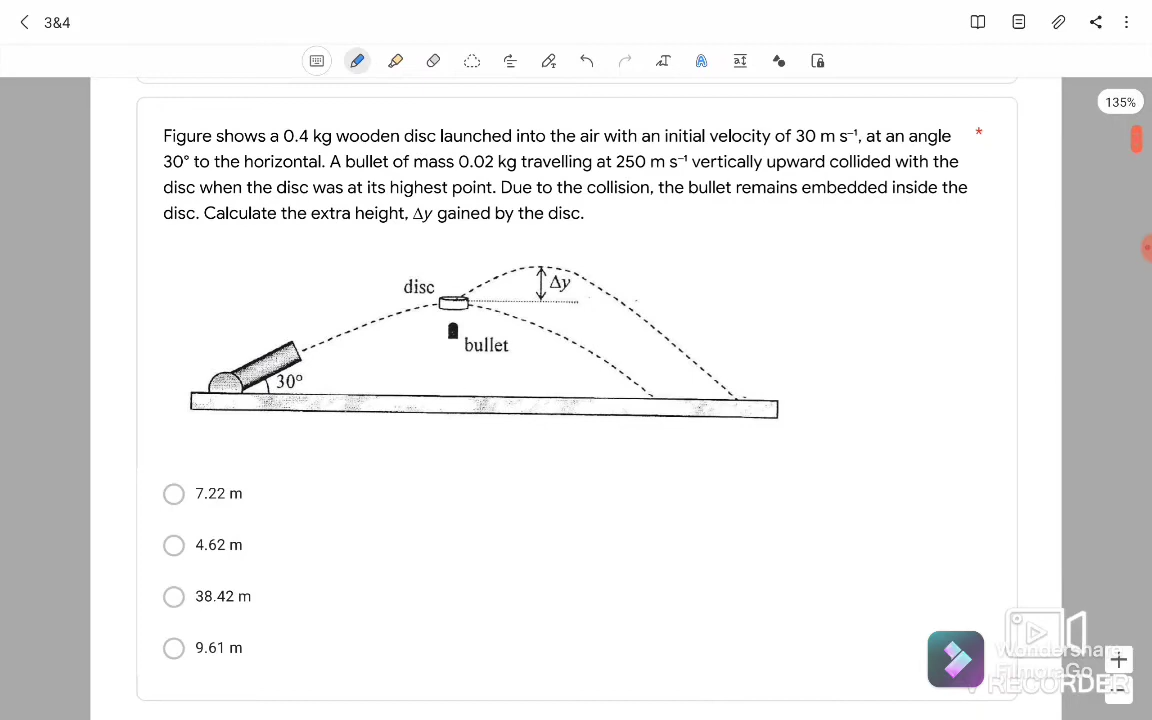 3&4
135%
Figure shows a 0.4 kg wooden disc launched into the air with an initial velocity of 30 m s⁻¹, at an angle *
30° to the horizontal. A bullet of mass 0.02 kg travelling at 250 m s⁻¹ vertically upward collided with the
disc when the disc was at its highest point. Due to the collision, the bullet remains embedded inside the
disc. Calculate the extra height, Δy gained by the disc.
disc
Δy
bullet
30°
7.22 m
4.62 m
38.42 m
9.61 m
Wondershare
FilmoraGo
RECORDER